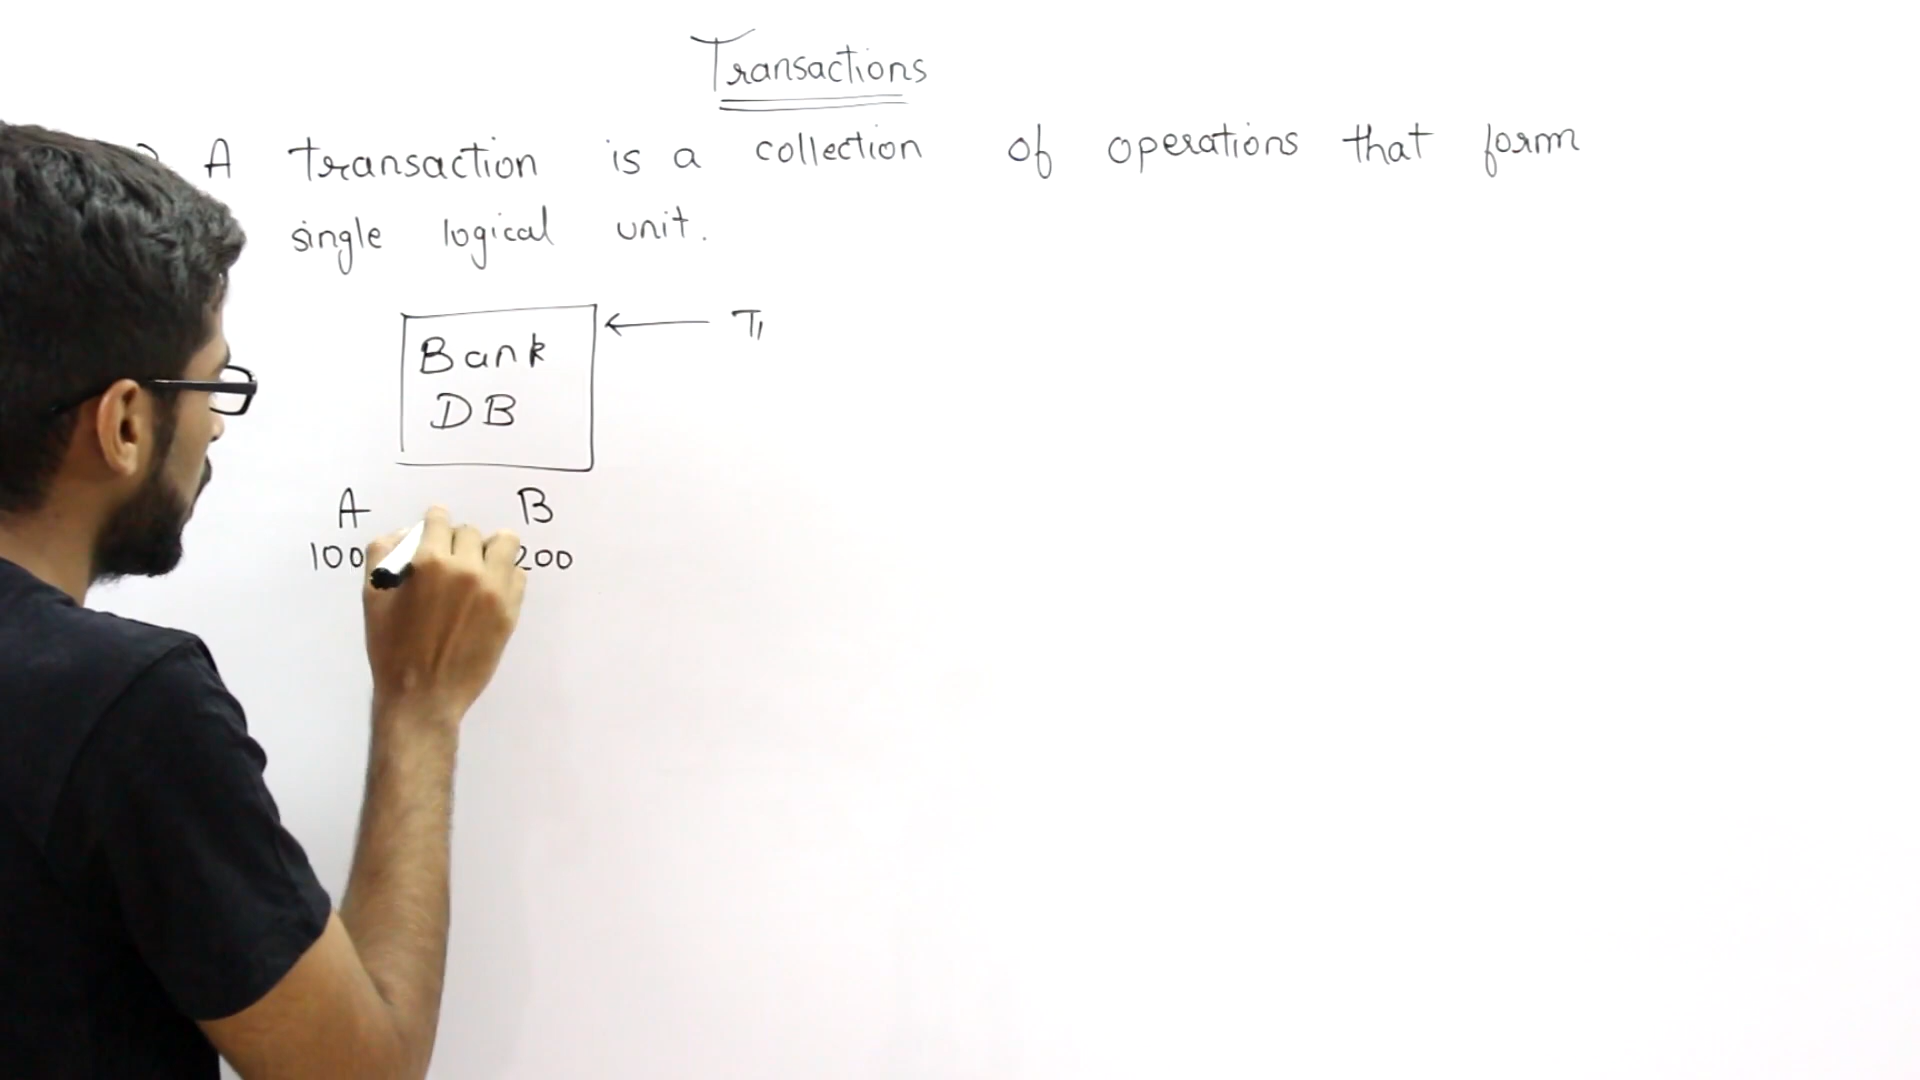 Transactions
A transaction is a collection of operations that form
single logical unit.
Bank
DB
T1
A B
100 200